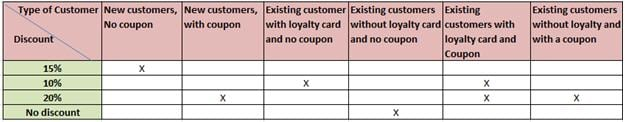 Type of Customer
Discount
New customers,
No coupon
New customers,
with coupon
Existing customer
with loyalty card
and no coupon
Existing customers
without loyalty card
and no coupon
Existing
customers with
loyalty card and
Coupon
Existing customers
without loyalty and
with a coupon
15% X
10% X X
20% X X X
No discount X